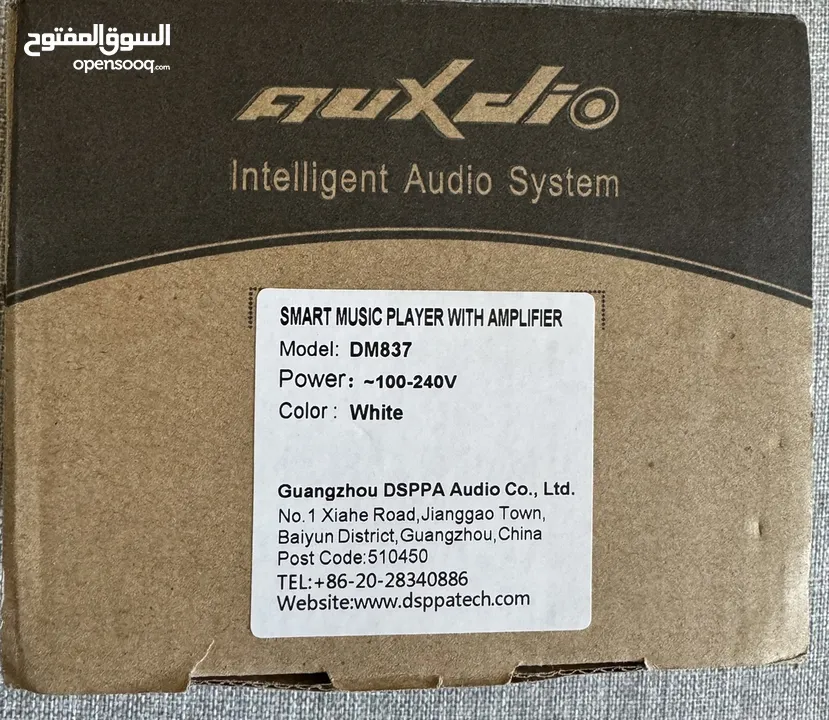 السوق المفتوح
opensooq.com
auxdio
Intelligent Audio System
SMART MUSIC PLAYER WITH AMPLIFIER
Model: DM837
Power: ~100-240V
Color : White
Guangzhou DSPPA Audio Co., Ltd.
No.1 Xiahe Road,Jianggao Town,
Baiyun District,Guangzhou,China
Post Code:510450
TEL:+86-20-28340886
Website:www.dsppatech.com